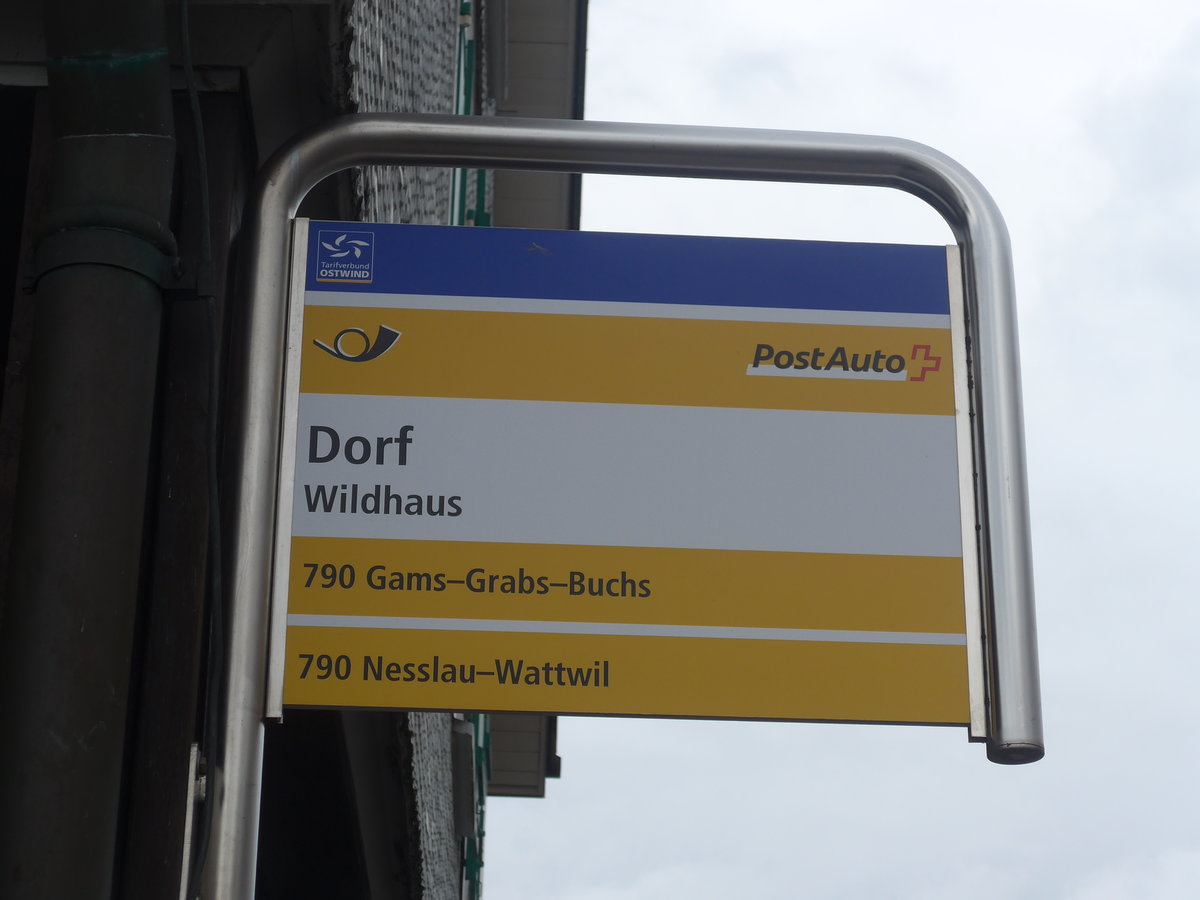 Tarifverbund
OSTWIND
PostAuto
Dorf
Wildhaus
790 Gams–Grabs–Buchs
790 Nesslau–Wattwil